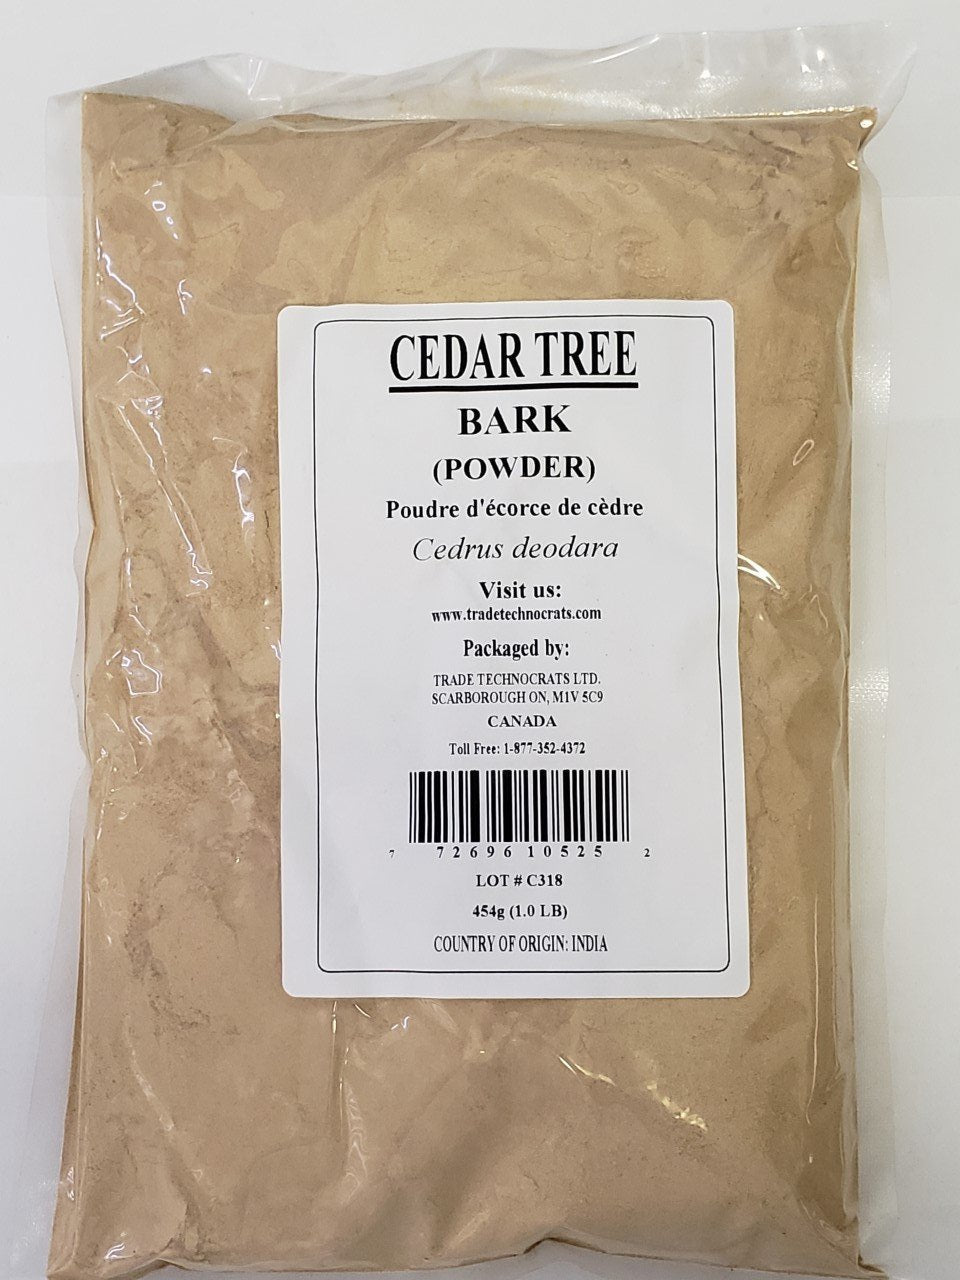 CEDAR TREE
BARK
(POWDER)
Poudre d'écorce de cèdre
Cedrus deodara
Visit us:
www.tradetechnocrats.com
Packaged by:
TRADE TECHNOCRATS LTD.
SCARBOROUGH ON, M1V 5C9
CANADA
Toll Free: 1-877-352-4372
7 72696 10525 2
LOT # C318
454g (1.0 LB)
COUNTRY OF ORIGIN: INDIA